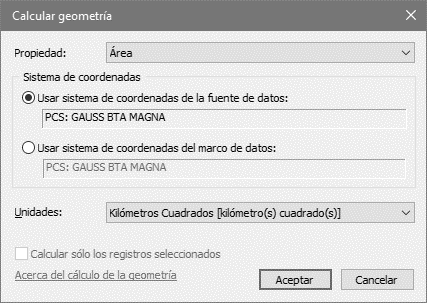 Calcular geometría
Propiedad: Área
Sistema de coordenadas
Usar sistema de coordenadas de la fuente de datos:
PCS: GAUSS BTA MAGNA
Usar sistema de coordenadas del marco de datos:
PCS: GAUSS BTA MAGNA
Unidades: Kilómetros Cuadrados [kilómetro(s) cuadrado(s)]
Calcular sólo los registros seleccionados
Acerca del cálculo de la geometría
Aceptar Cancelar